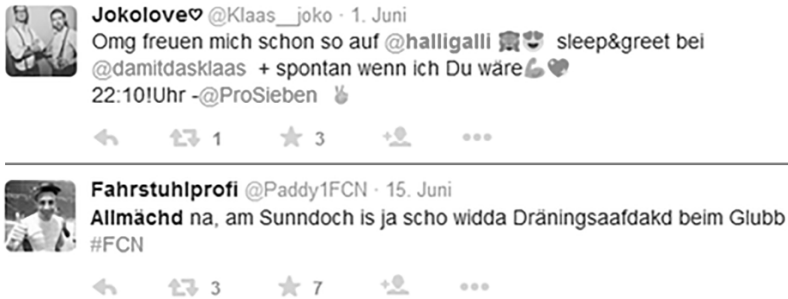 Jokolove♡ @Klaas__joko · 1. Juni
Omg freuen mich schon so auf @halligalli 🙈😍 sleep&greet bei
@damitdasklaas + spontan wenn ich Du wäre💪💖
22:10!Uhr -@ProSieben ✌
1 3
Fahrstuhlprofi @Paddy1FCN · 15. Juni
Allmächd na, am Sunndoch is ja scho widda Dräningsaafdakd beim Glubb
#FCN
3 7